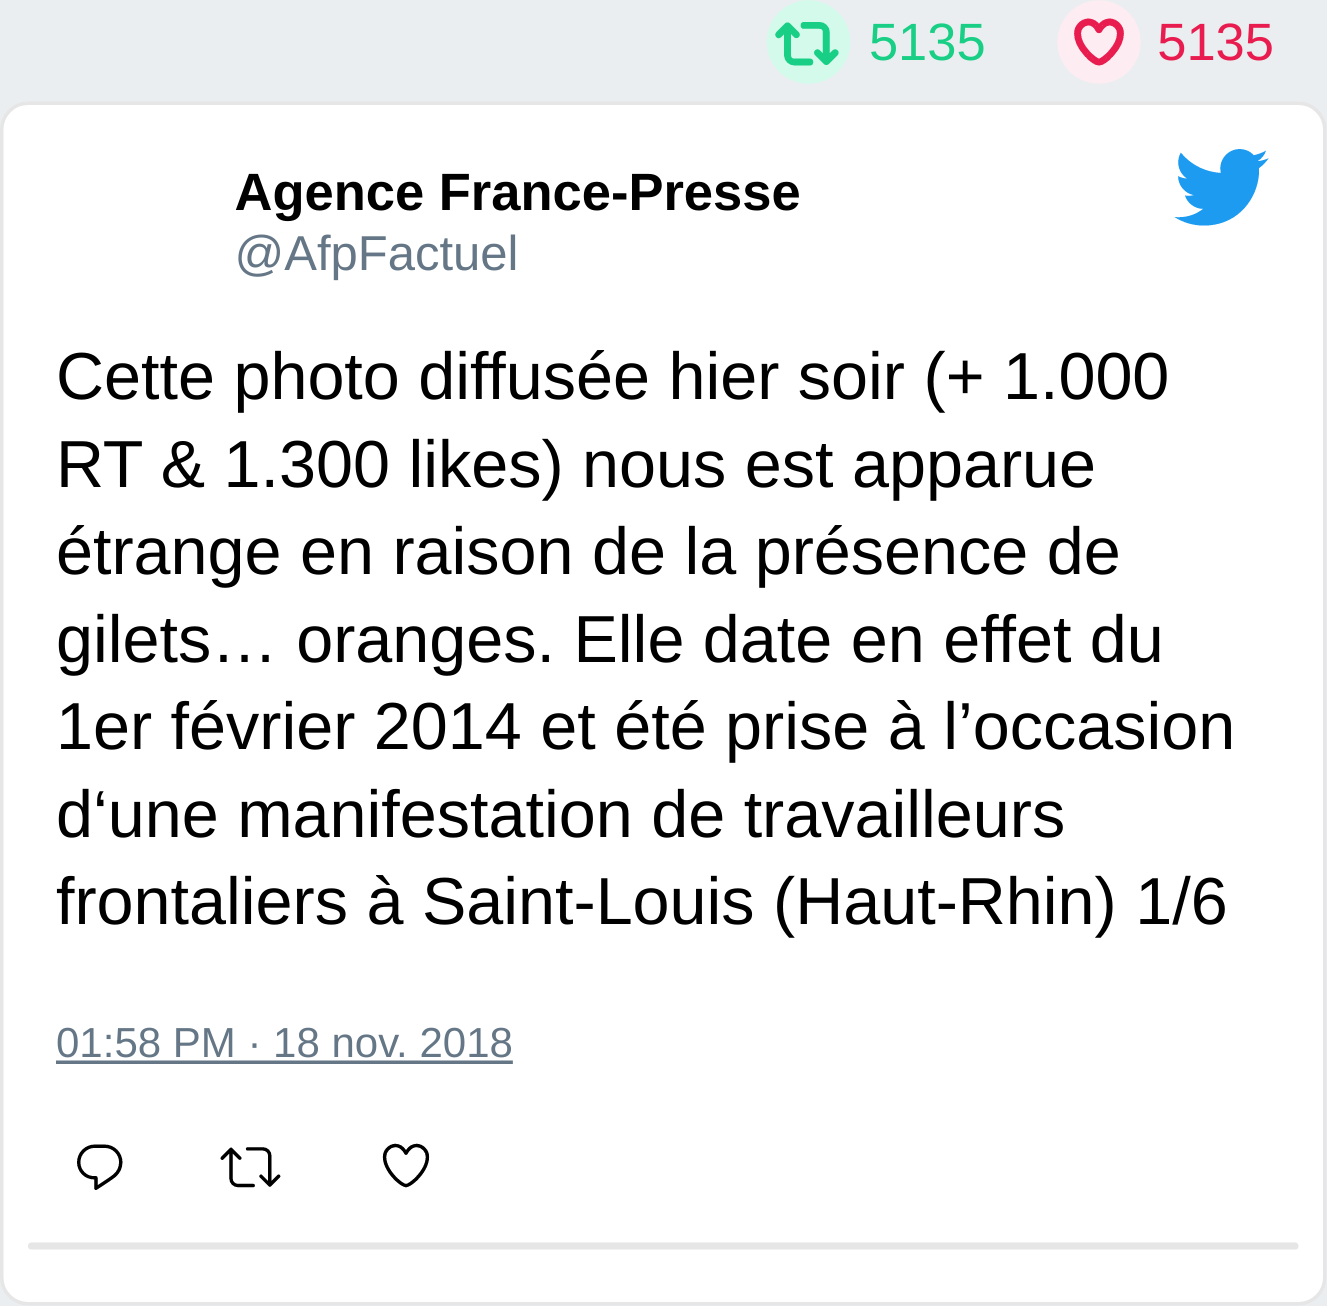 5135 5135
Agence France-Presse
@AfpFactuel
Cette photo diffusée hier soir (+ 1.000
RT & 1.300 likes) nous est apparue
étrange en raison de la présence de
gilets… oranges. Elle date en effet du
1er février 2014 et été prise à l’occasion
d‘une manifestation de travailleurs
frontaliers à Saint-Louis (Haut-Rhin) 1/6
01:58 PM · 18 nov. 2018